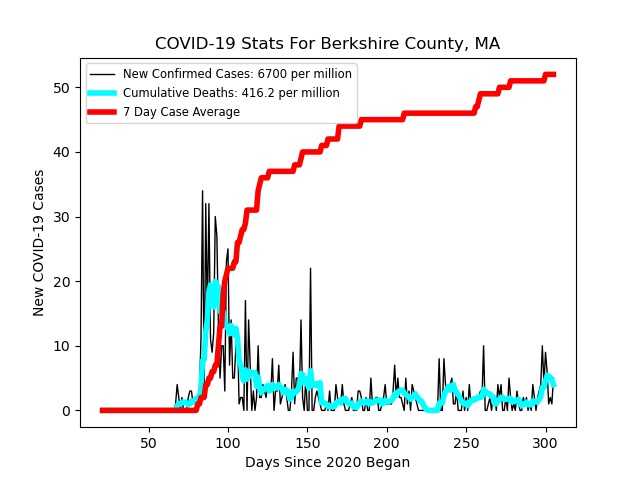 COVID-19 Stats For Berkshire County, MA
New Confirmed Cases: 6700 per million
Cumulative Deaths: 416.2 per million
7 Day Case Average
New COVID-19 Cases
50
40
30
20
10
0
50 100 150 200 250 300
Days Since 2020 Began